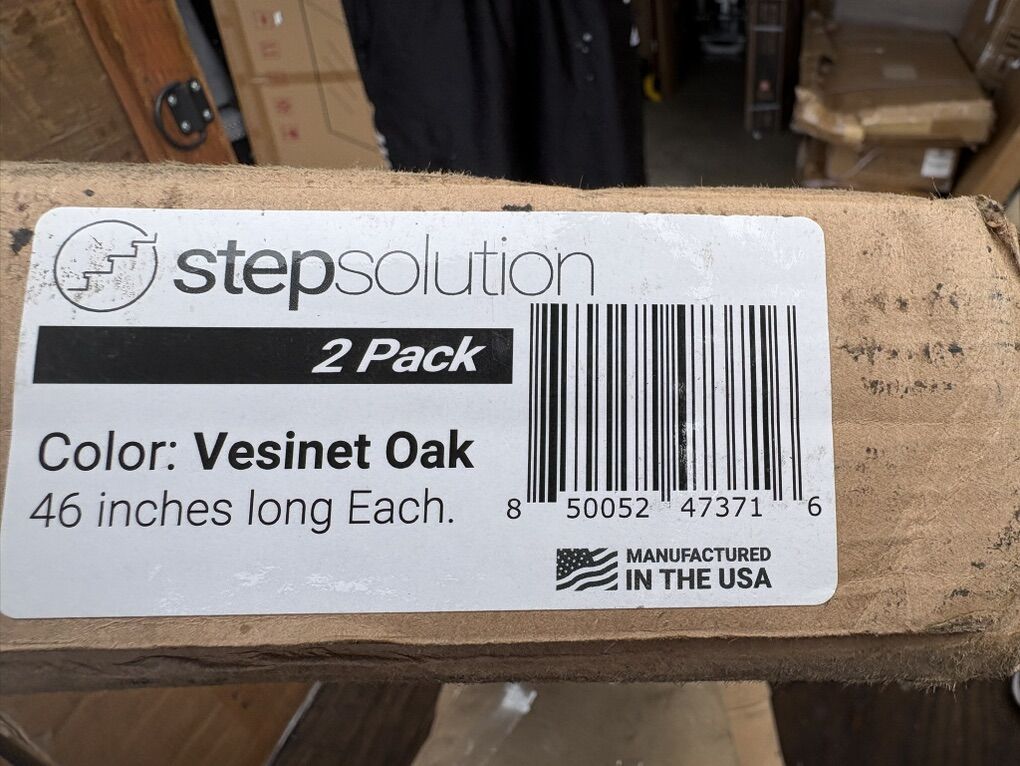 stepsolution
2 Pack
Color: Vesinet Oak
46 inches long Each.
8 50052 47371 6
MANUFACTURED
IN THE USA